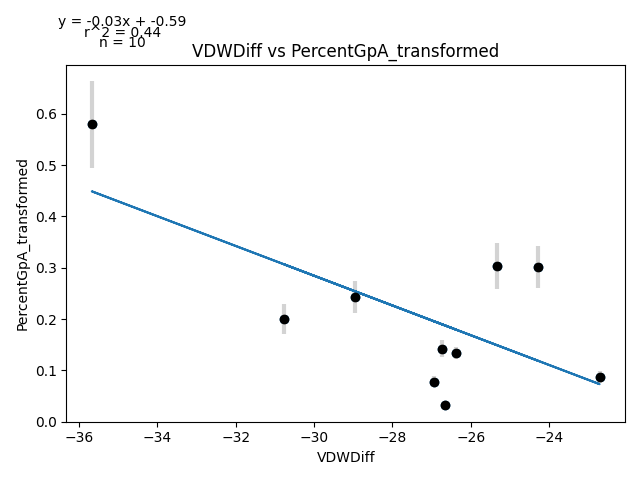 y = -0.03x + -0.59
r^2 = 0.44
n = 10
VDWDiff vs PercentGpA_transformed
PercentGpA_transformed
0.6
0.5
0.4
0.3
0.2
0.1
0.0
−36
−34
−32
−30
−28
−26
−24
VDWDiff